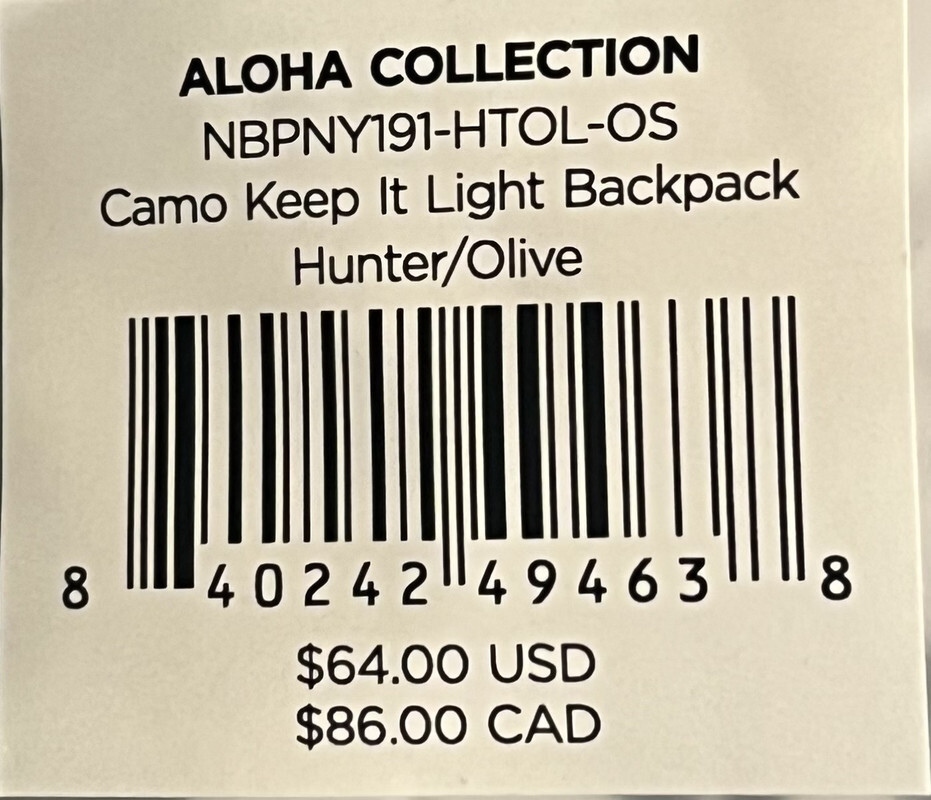 ALOHA COLLECTION
NBPNY191-HTOL-OS
Camo Keep It Light Backpack
Hunter/Olive
8 40242 49463 8
$64.00 USD
$86.00 CAD